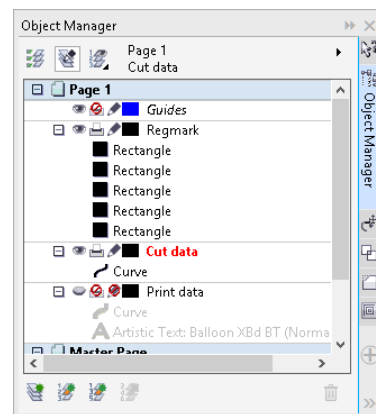 Object Manager
Page 1
Cut data
Page 1
Guides
Regmark
Rectangle
Rectangle
Rectangle
Rectangle
Rectangle
Cut data
Curve
Print data
Curve
Artistic Text: Balloon XBd BT (Norma
Master Page
Object Manager